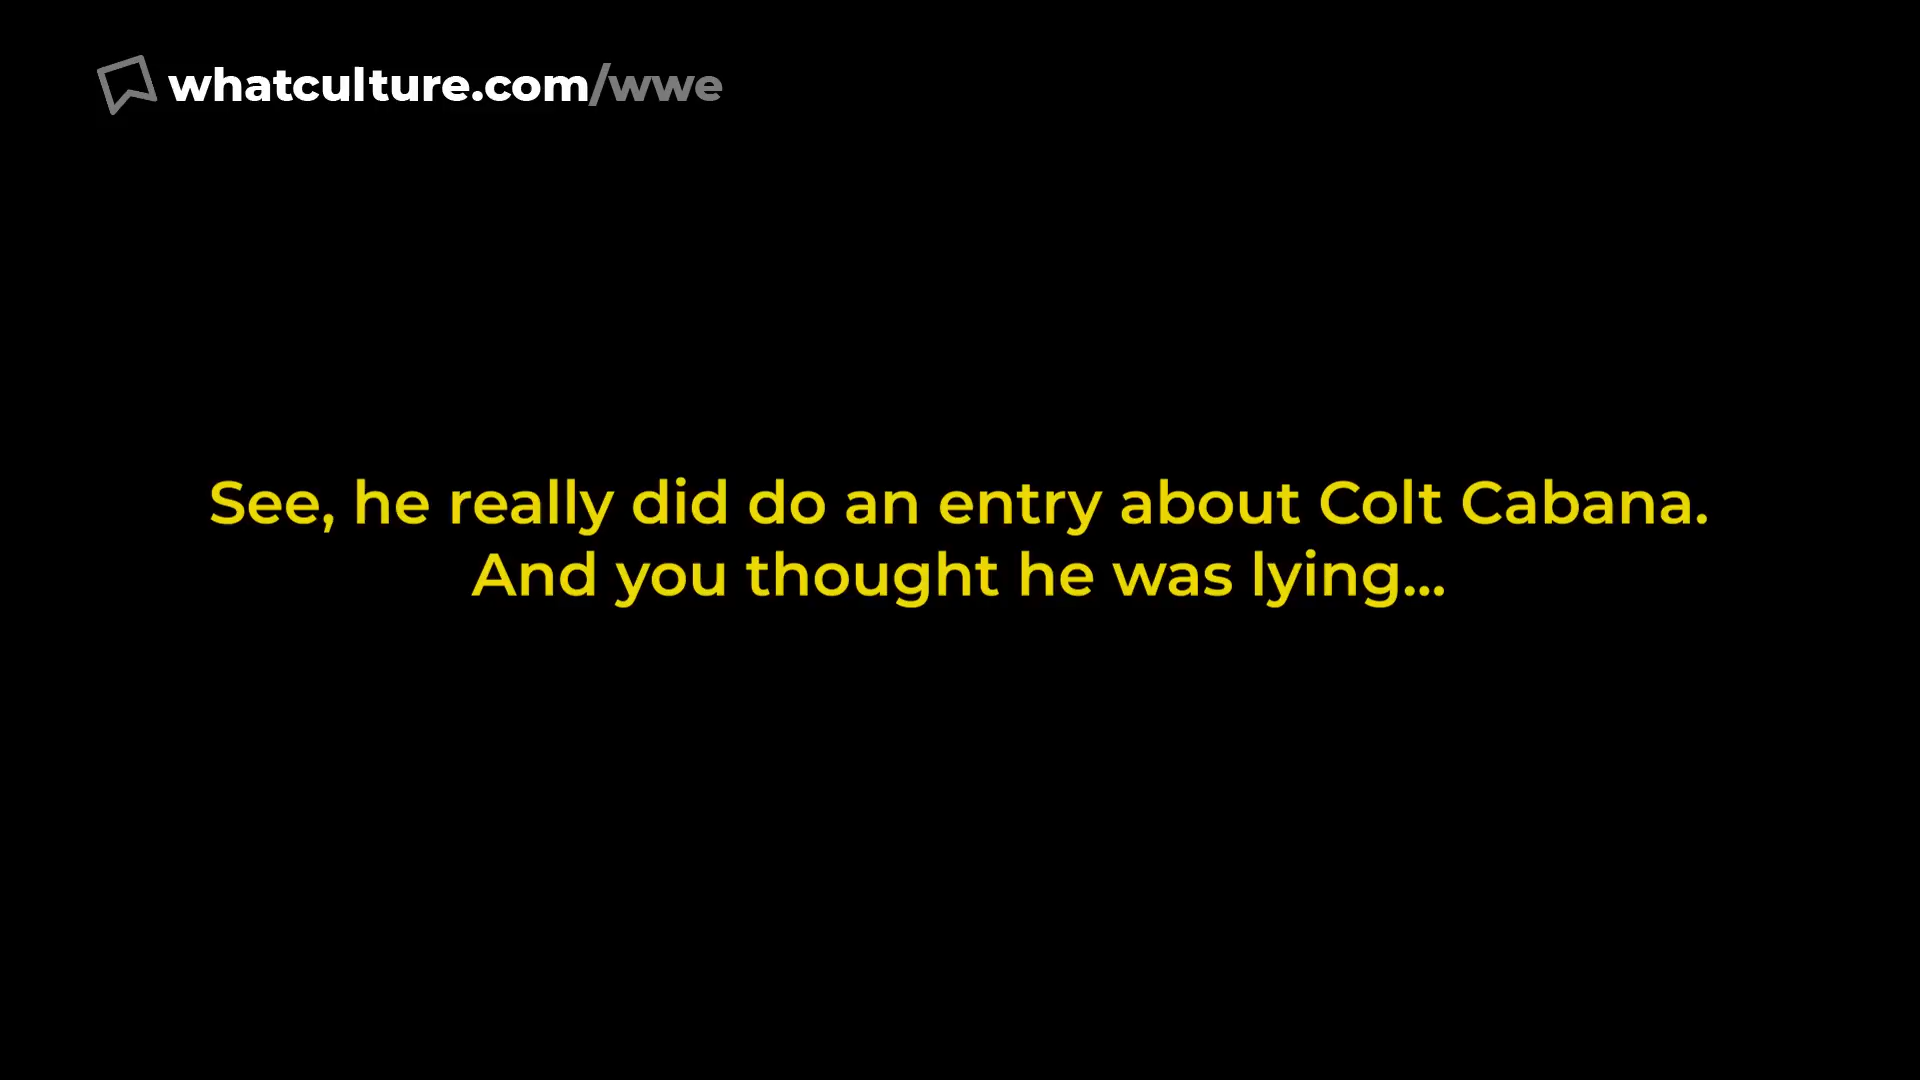 whatculture.com/wwe
See, he really did do an entry about Colt Cabana.
And you thought he was lying...